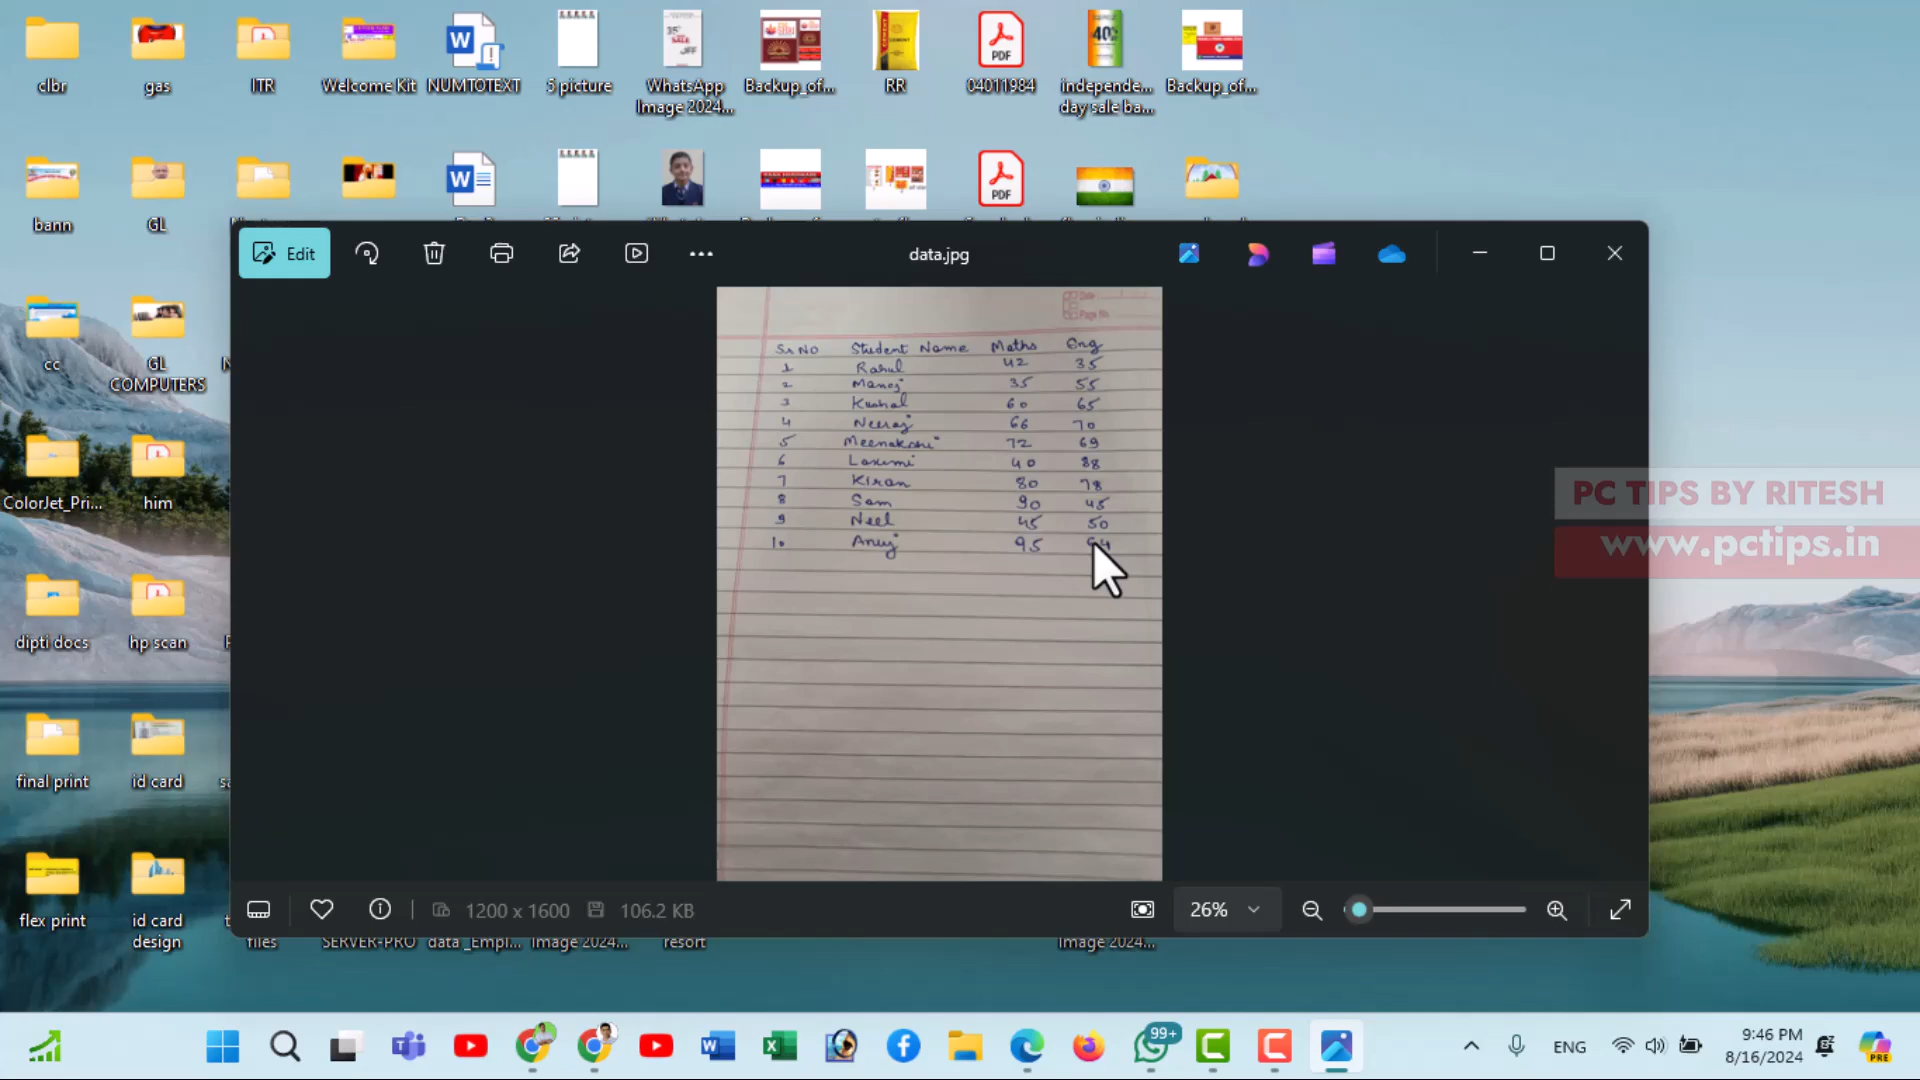 clbr gas ITR Welcome Kit NUMTOTEXT 5 picture WhatsApp Image 2024... Backup_of... RR 04011984 independe... day sale ba... Backup_of...
bann GL
cc GL COMPUTERS
ColorJet_Pri... him
dipti docs hp scan
final print id card
flex print id card design files SERVER-PRO data_Empl... Image 2024... resort Image 2024...
Edit data.jpg
Date
Page No.
Sr NO Student Name Maths Eng
1 Rahul 42 35
2 Manoj 35 55
3 Kushal 60 65
4 Neeraj 66 70
5 Meenakshi 72 69
6 Laxmi 40 88
7 Kiran 80 78
8 Sam 90 45
9 Neel 45 50
10 Anuj 95
1200 x 1600 106.2 KB 26%
PC TIPS BY RITESH
www.pctips.in
99+ ENG 9:46 PM
8/16/2024
PRE